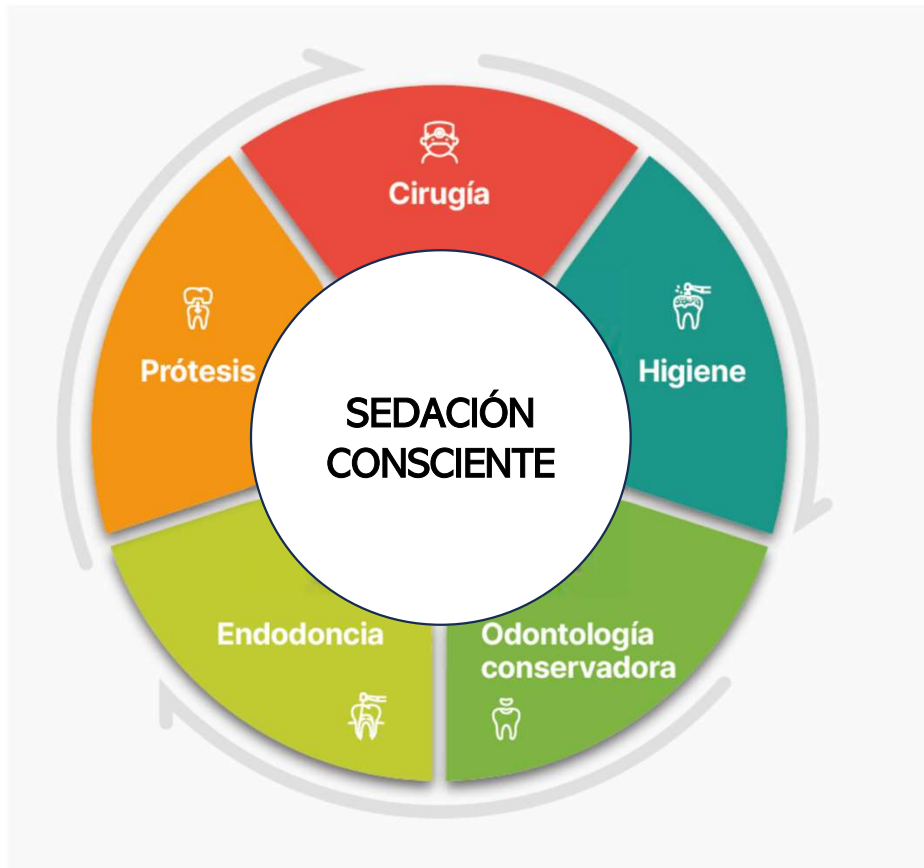 Cirugía
Prótesis
Higiene
SEDACIÓN
CONSCIENTE
Endodoncia
Odontología
conservadora